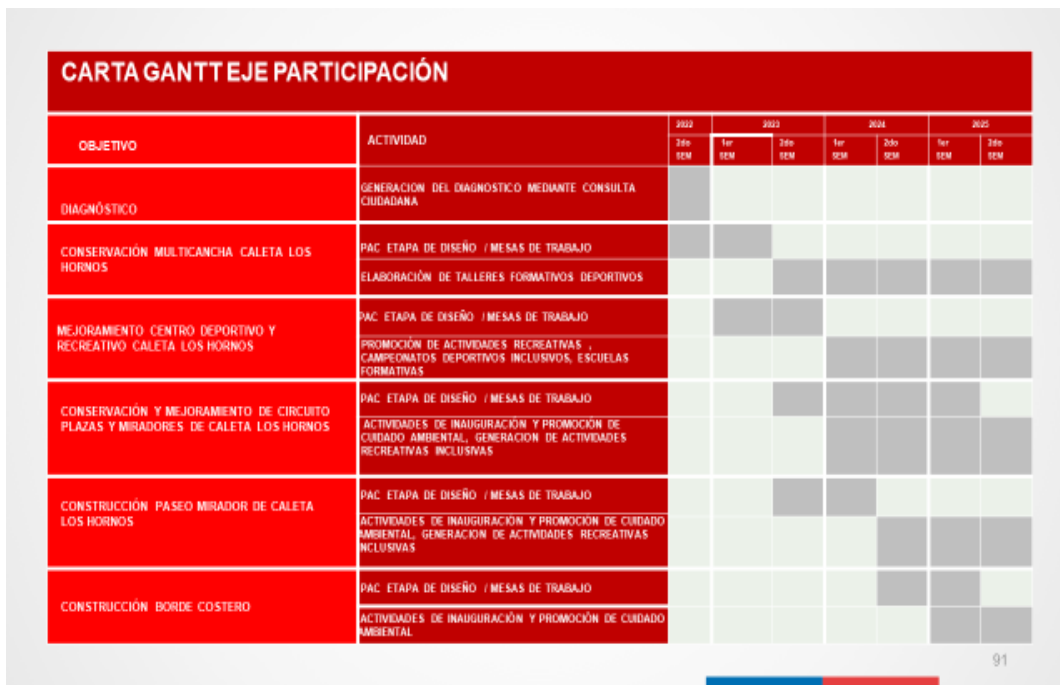 CARTA GANTT EJE PARTICIPACIÓN
OBJETIVO
ACTIVIDAD
2022 2023 2024 2025
2do 1er 2do 1er 2do 1er 2do
SEM SEM SEM SEM SEM SEM SEM
DIAGNÓSTICO
GENERACION DEL DIAGNOSTICO MEDIANTE CONSULTA
CIUDADANA
CONSERVACIÓN MULTICANCHA CALETA LOS
HORNOS
PAC ETAPA DE DISEÑO / MESAS DE TRABAJO
ELABORACIÓN DE TALLERES FORMATIVOS DEPORTIVOS
MEJORAMIENTO CENTRO DEPORTIVO Y
RECREATIVO CALETA LOS HORNOS
PAC ETAPA DE DISEÑO / MESAS DE TRABAJO
PROMOCIÓN DE ACTIVIDADES RECREATIVAS ,
CAMPEONATOS DEPORTIVOS INCLUSIVOS, ESCUELAS
FORMATIVAS
CONSERVACIÓN Y MEJORAMIENTO DE CIRCUITO
PLAZAS Y MIRADORES DE CALETA LOS HORNOS
PAC ETAPA DE DISEÑO / MESAS DE TRABAJO
ACTIVIDADES DE INAUGURACIÓN Y PROMOCIÓN DE
CUIDADO AMBIENTAL, GENERACION DE ACTIVIDADES
RECREATIVAS INCLUSIVAS
CONSTRUCCIÓN PASEO MIRADOR DE CALETA
LOS HORNOS
PAC ETAPA DE DISEÑO / MESAS DE TRABAJO
ACTIVIDADES DE INAUGURACIÓN Y PROMOCIÓN DE CUIDADO
AMBIENTAL, GENERACION DE ACTIVIDADES RECREATIVAS
INCLUSIVAS
CONSTRUCCIÓN BORDE COSTERO
PAC ETAPA DE DISEÑO / MESAS DE TRABAJO
ACTIVIDADES DE INAUGURACIÓN Y PROMOCIÓN DE CUIDADO
AMBIENTAL
91